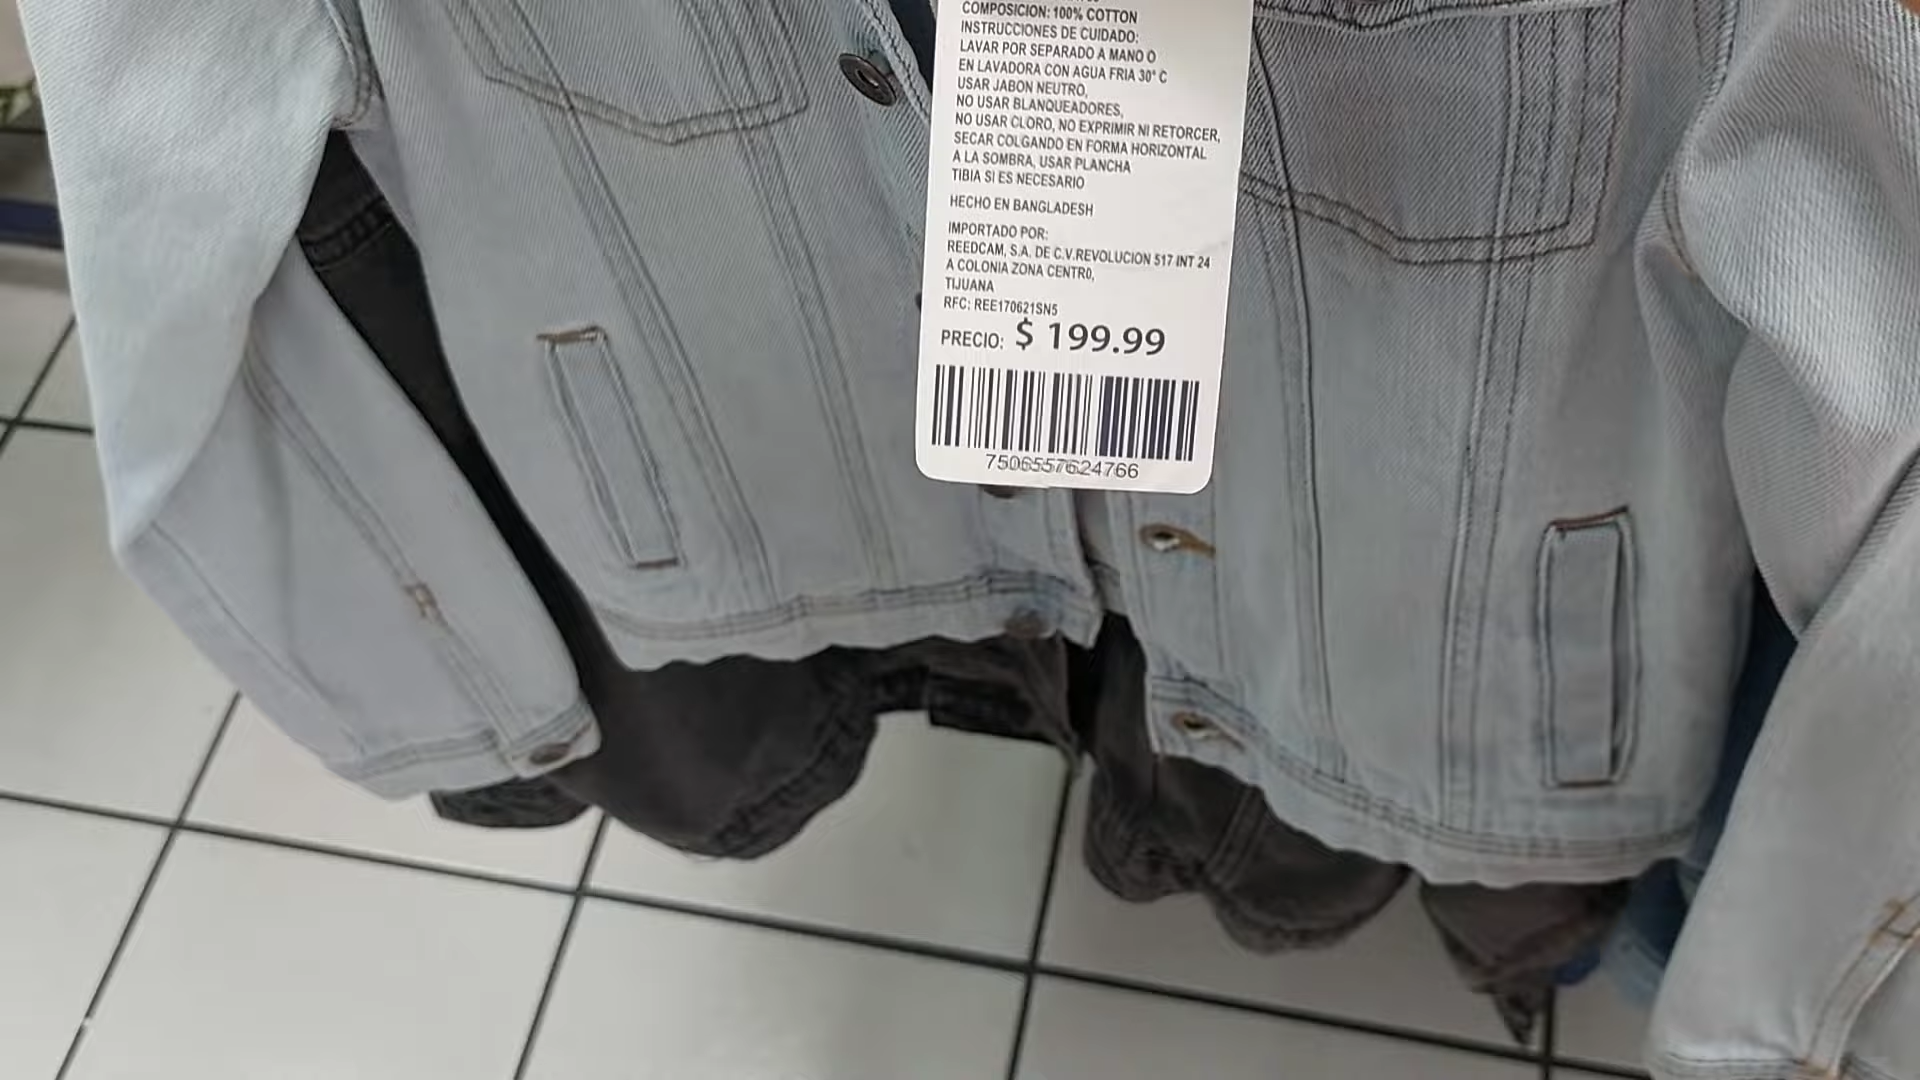 COMPOSICION: 100% COTTON
INSTRUCCIONES DE CUIDADO:
LAVAR POR SEPARADO A MANO O
EN LAVADORA CON AGUA FRIA 30° C
USAR JABON NEUTRO,
NO USAR BLANQUEADORES,
NO USAR CLORO, NO EXPRIMIR NI RETORCER,
SECAR COLGANDO EN FORMA HORIZONTAL
A LA SOMBRA, USAR PLANCHA
TIBIA SI ES NECESARIO
HECHO EN BANGLADESH
IMPORTADO POR:
REEDCAM, S.A. DE C.V.REVOLUCION 517 INT 24
A COLONIA ZONA CENTRO,
TIJUANA
RFC: REE170621SN5
PRECIO: $ 199.99
7506557624766